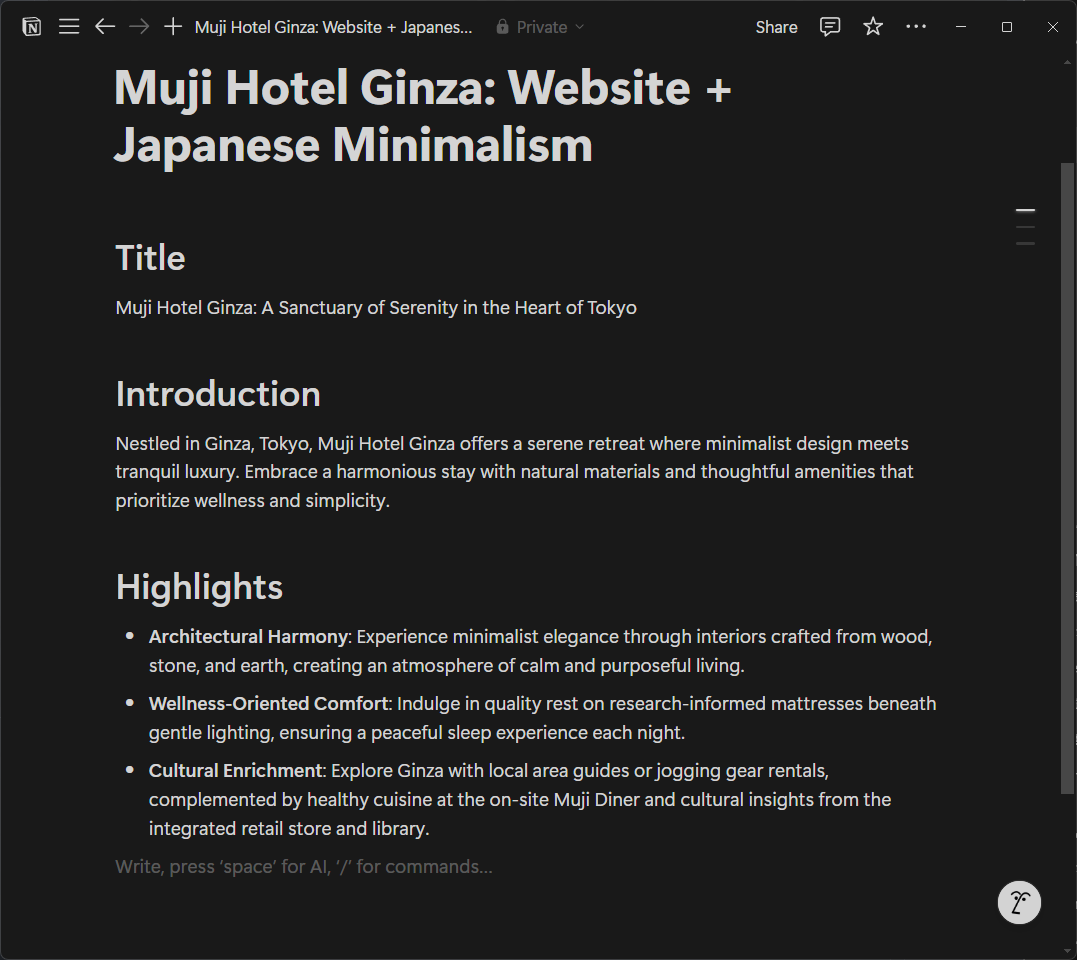 Muji Hotel Ginza: Website + Japanes...
Private
Share
Muji Hotel Ginza: Website +
Japanese Minimalism
Title
Muji Hotel Ginza: A Sanctuary of Serenity in the Heart of Tokyo
Introduction
Nestled in Ginza, Tokyo, Muji Hotel Ginza offers a serene retreat where minimalist design meets
tranquil luxury. Embrace a harmonious stay with natural materials and thoughtful amenities that
prioritize wellness and simplicity.
Highlights
• Architectural Harmony: Experience minimalist elegance through interiors crafted from wood,
stone, and earth, creating an atmosphere of calm and purposeful living.
• Wellness-Oriented Comfort: Indulge in quality rest on research-informed mattresses beneath
gentle lighting, ensuring a peaceful sleep experience each night.
• Cultural Enrichment: Explore Ginza with local area guides or jogging gear rentals,
complemented by healthy cuisine at the on-site Muji Diner and cultural insights from the
integrated retail store and library.
Write, press ‘space’ for AI, ‘/’ for commands...